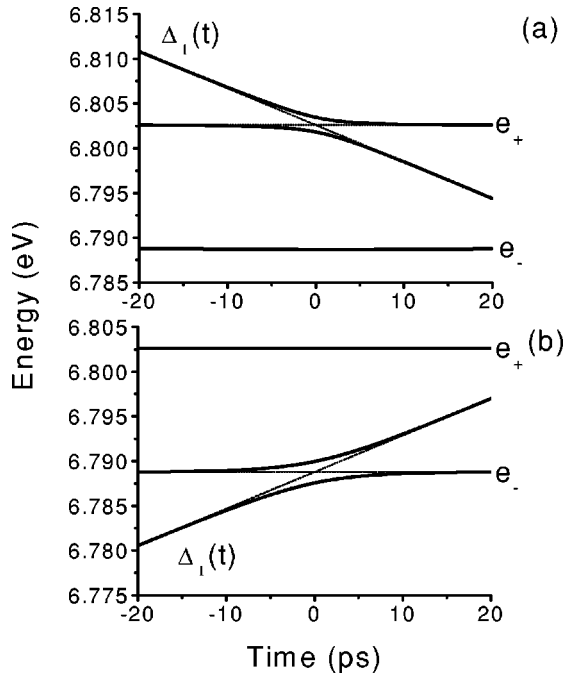 6.815
Δ₁(t)
(a)
6.810
6.805
e₊
6.800
6.795
6.790
e₋
6.785
-20 -10 0 10 20
Energy (eV)
6.805
(b)
e₊
6.800
6.795
6.790
e₋
6.785
6.780
Δ₁(t)
6.775
-20 -10 0 10 20
Time (ps)